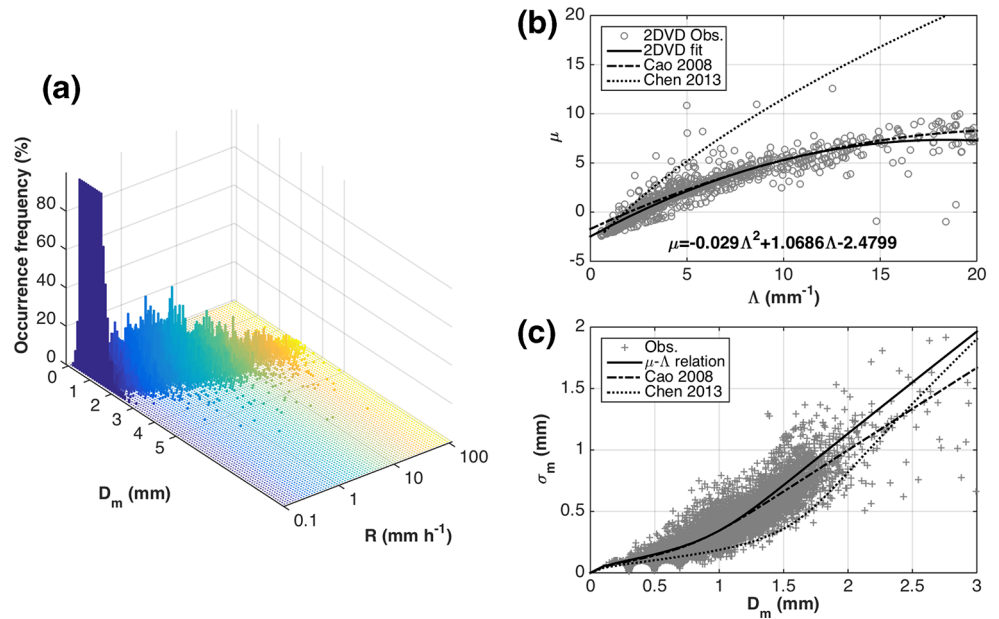 (a)
Occurrence frequency (%)
80
60
40
20
0
0
1
2
3
4
5
D_m (mm)
0.1
1
10
100
R (mm h⁻¹)
(b)
20
15
10
5
0
-5
μ
2DVD Obs.
2DVD fit
Cao 2008
Chen 2013
μ=-0.029Λ²+1.0686Λ-2.4799
0
5
10
15
20
Λ (mm⁻¹)
(c)
2
1.5
1
0.5
0
σ_m (mm)
Obs.
μ-Λ relation
Cao 2008
Chen 2013
0
0.5
1
1.5
2
2.5
3
D_m (mm)